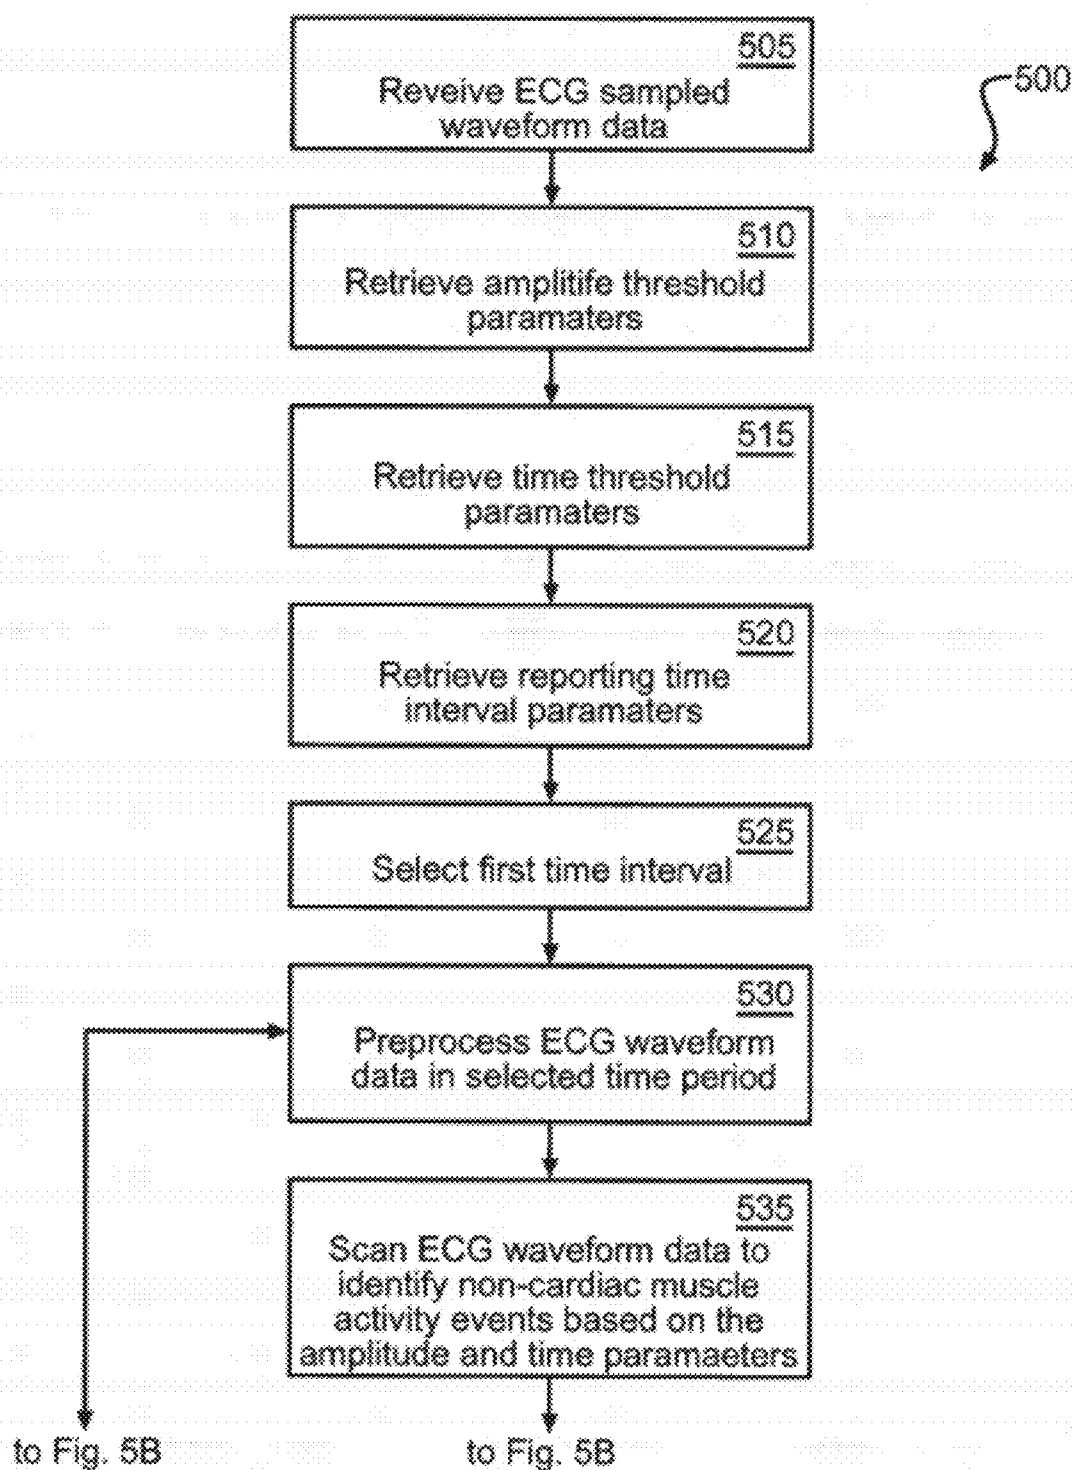 505
Reveive ECG sampled
waveform data
500
510
Retrieve amplitife threshold
paramaters
515
Retrieve time threshold
paramaters
520
Retrieve reporting time
interval paramaters
525
Select first time interval
530
Preprocess ECG waveform
data in selected time period
535
Scan ECG waveform data to
identify non-cardiac muscle
activity events based on the
amplitude and time paramaeters
to Fig. 5B
to Fig. 5B